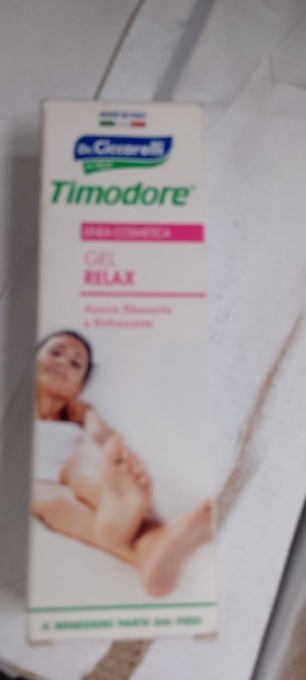 MADE IN ITALY
Dr. Ciccarelli
Timodore
LINEA COSMETICA
GEL
RELAX
Azione Rilassante
e Rinfrescante
IL BENESSERE PARTE DAI PIEDI